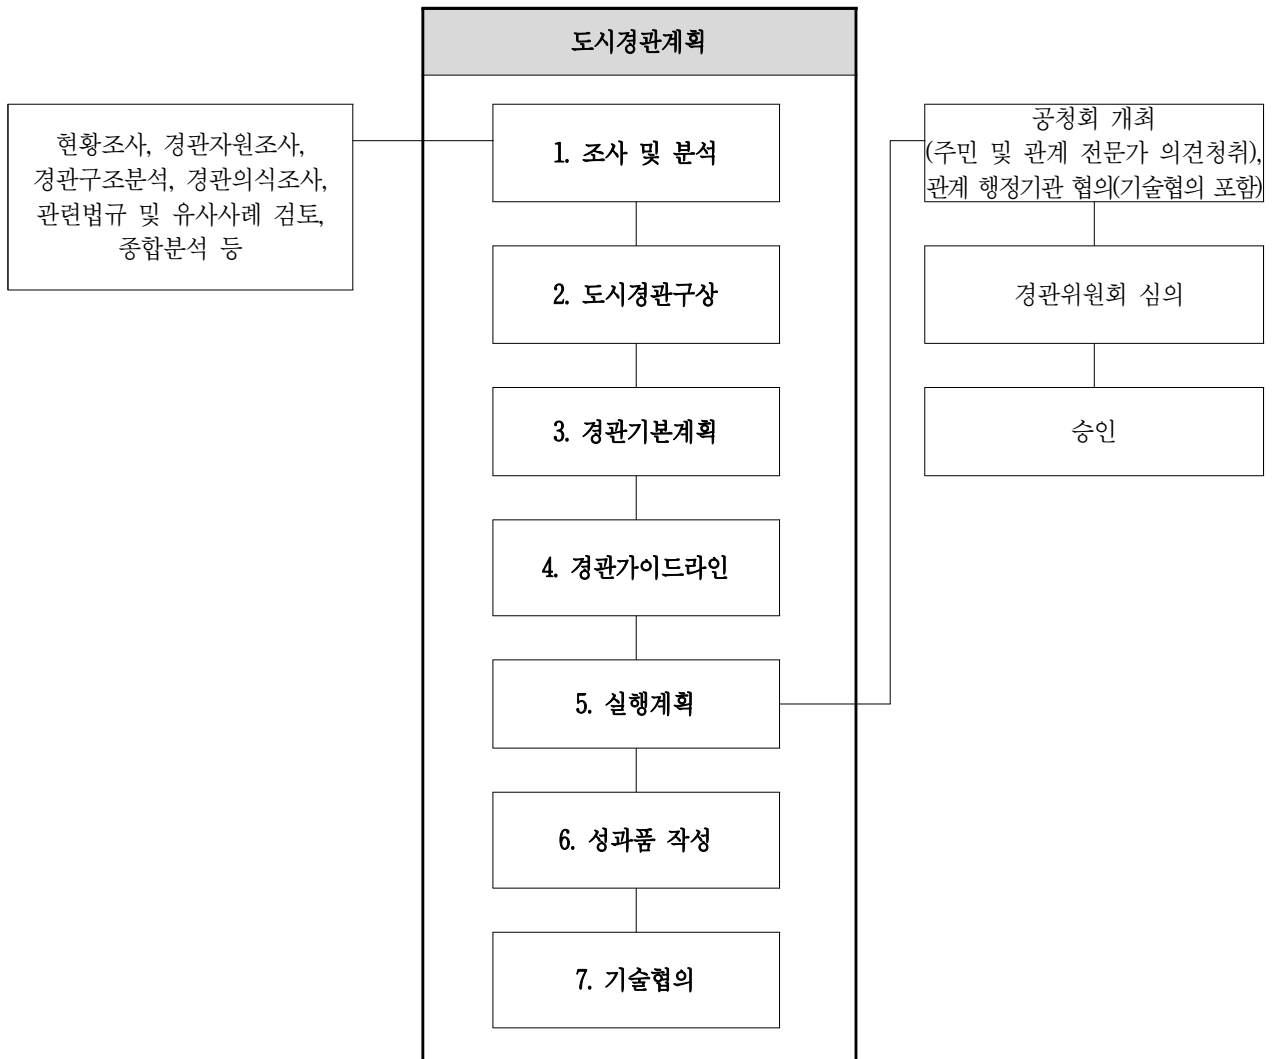 도시경관계획
현황조사, 경관자원조사,
경관구조분석, 경관의식조사,
관련법규 및 유사사례 검토,
종합분석 등
1. 조사 및 분석
2. 도시경관구상
3. 경관기본계획
4. 경관가이드라인
5. 실행계획
6. 성과품 작성
7. 기술협의
공청회 개최
(주민 및 관계 전문가 의견청취),
관계 행정기관 협의(기술협의 포함)
경관위원회 심의
승인